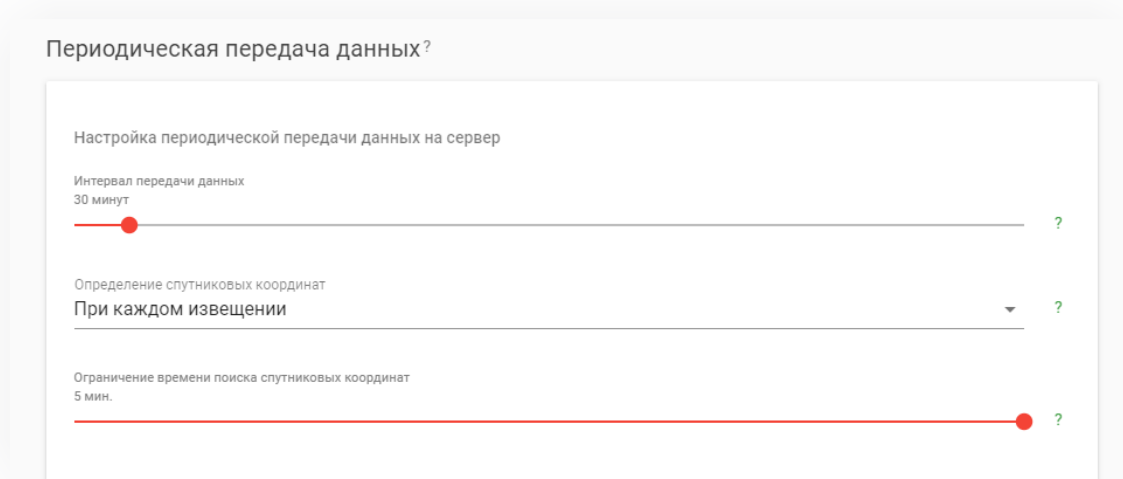 Периодическая передача данных?
Настройка периодической передачи данных на сервер
Интервал передачи данных
30 минут
?
Определение спутниковых координат
При каждом извещении
?
Ограничение времени поиска спутниковых координат
5 мин.
?